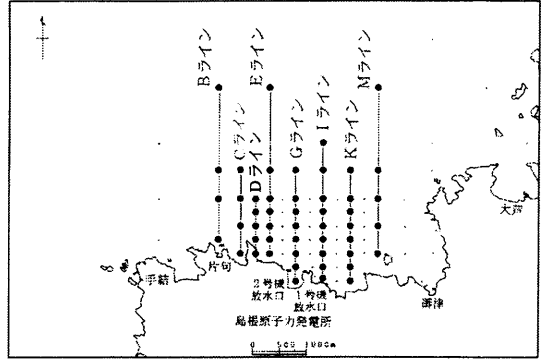 Bライン
Cライン
Dライン
Eライン
Gライン
Iライン
Kライン
Mライン
大芦
手結
片句
2号機
放水口
1号機
放水口
島根原子力発電所
御津
0 500 1000m